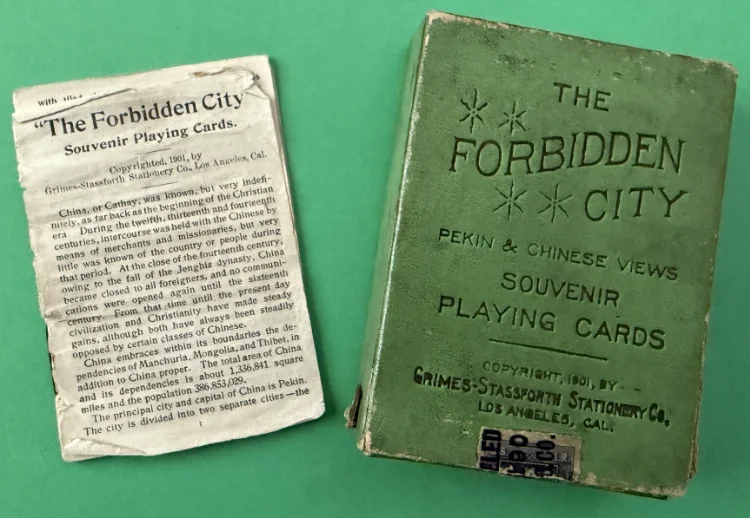 with
"The Forbidden City
Souvenir Playing Cards.
Copyrighted, 1901, by
Grimes-Stassforth Stationery Co., Los Angeles, Cal.
China, or Cathay, was known, but very indefi-
nitely, as far back as the beginning of the Christian
era During the twelfth, thirteenth and fourteenth
centuries, intercourse was held with the Chinese by
means of merchants and missionaries, but very
little was known of the country or people during
that period. At the close of the fourteenth century,
owing to the fall of the Jenghiz dynasty, China
became closed to all foreigners, and no communi-
cations were opened again until the sixteenth
century. From that time until the present day
civilization and Christianity have made steady
gains, although both have always been steadily
opposed by certain classes of Chinese.
China embraces within its boundaries the de-
pendencies of Manchuria, Mongolia, and Thibet, in
addition to China proper. The total area of China
and its dependencies is about 1,336,841 square
miles and the population 386,853,029.
The principal city and capital of China is Pekin.
The city is divided into two separate cities—the
1
THE
FORBIDDEN
CITY
PEKIN & CHINESE VIEWS
SOUVENIR
PLAYING CARDS
COPYRIGHT, 1901, BY
GRIMES-STASSFORTH STATIONERY CO.,
LOS ANGELES, CAL.